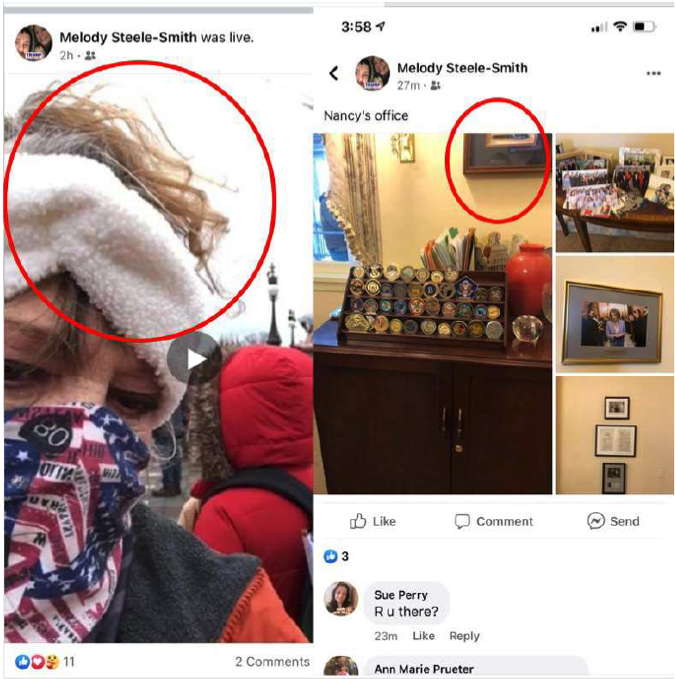 Melody Steele-Smith was live.
2h
11
2 Comments
3:58
Melody Steele-Smith
27m
Nancy's office
Like
Comment
Send
3
Sue Perry
R u there?
23m Like Reply
Ann Marie Prueter